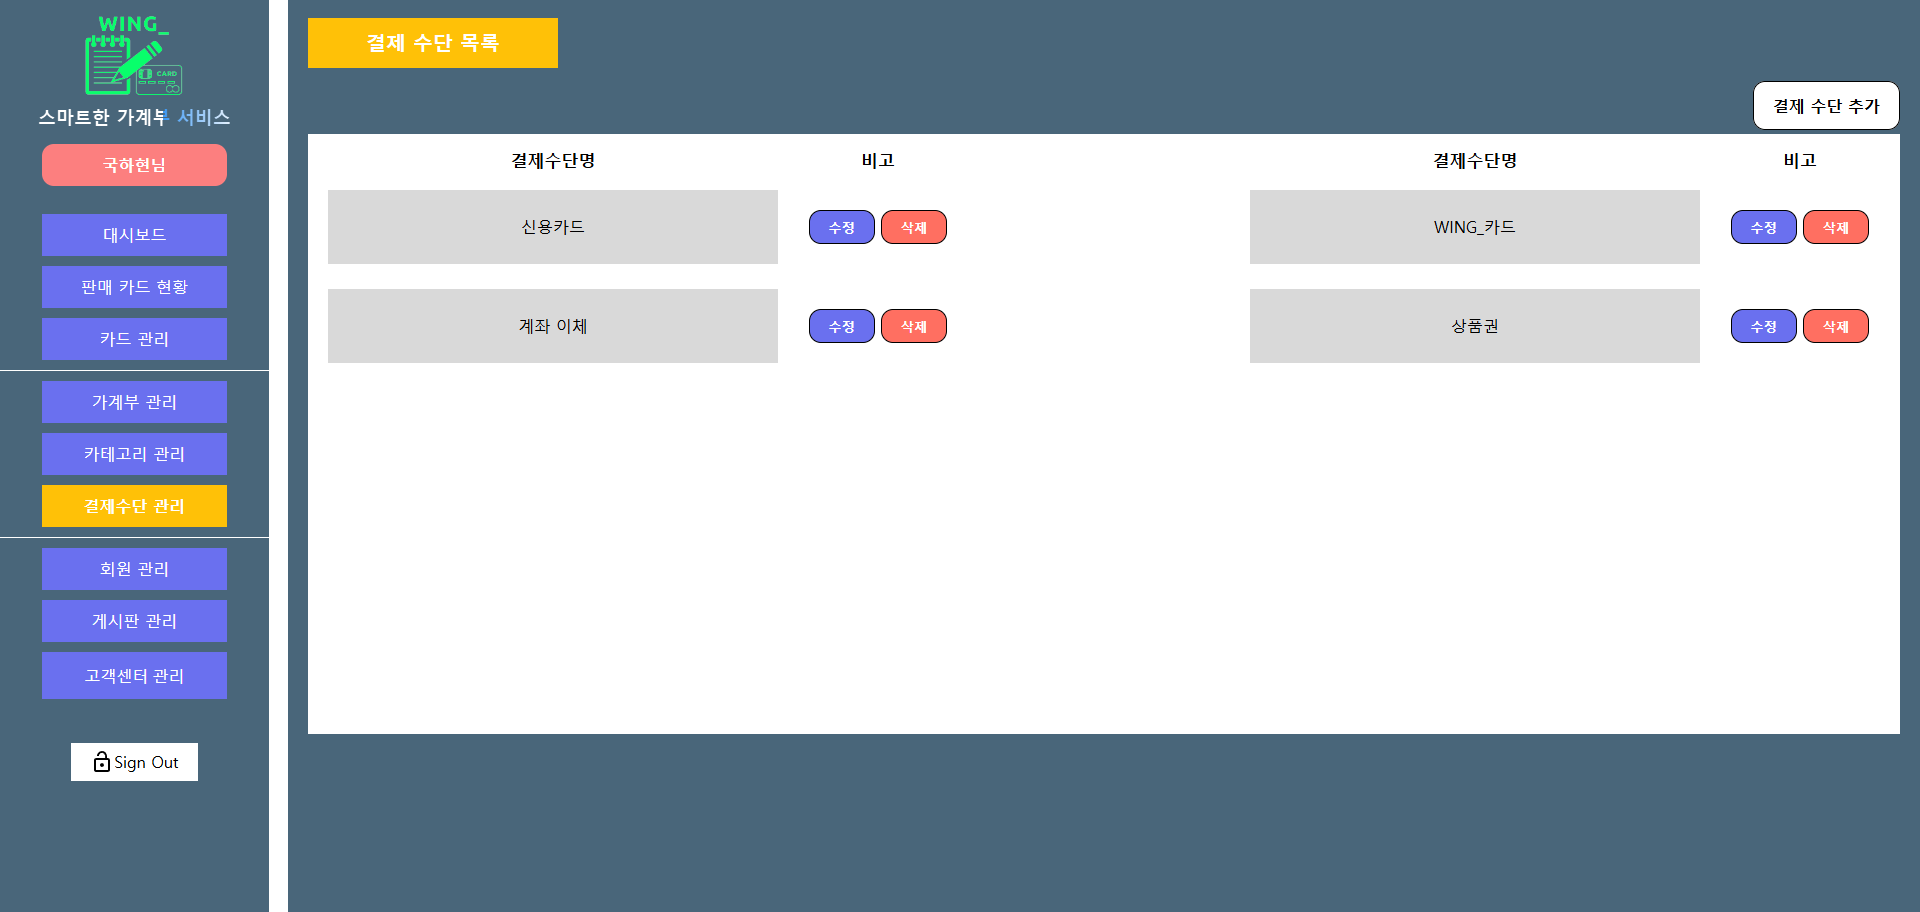 WING_
CARD
스마트한 가계부 서비스
국하현님
대시보드
판매 카드 현황
카드 관리
가계부 관리
카테고리 관리
결제수단 관리
회원 관리
게시판 관리
고객센터 관리
Sign Out
결제 수단 목록
결제 수단 추가
결제수단명 비고 결제수단명 비고
신용카드 수정 삭제 WING_카드 수정 삭제
계좌 이체 수정 삭제 상품권 수정 삭제